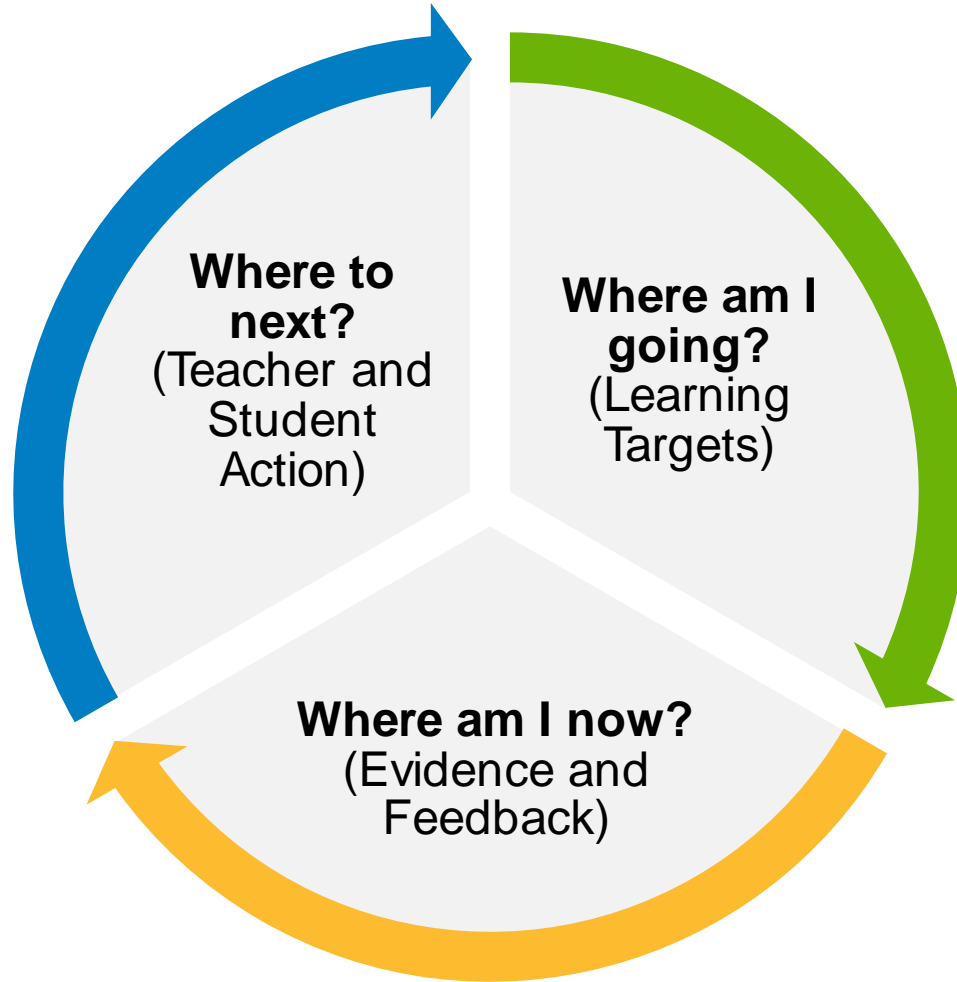 Where to
next?
(Teacher and
Student
Action)
Where am I
going?
(Learning
Targets)
Where am I now?
(Evidence and
Feedback)